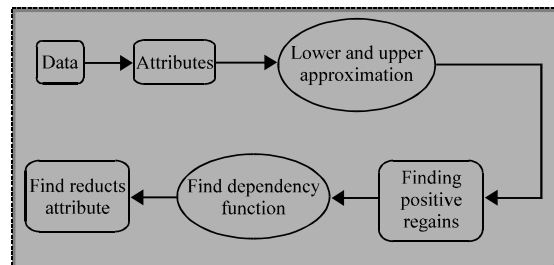 Data
Attributes
Lower and upper
approximation
Finding
positive
regains
Find dependency
function
Find reducts
attribute